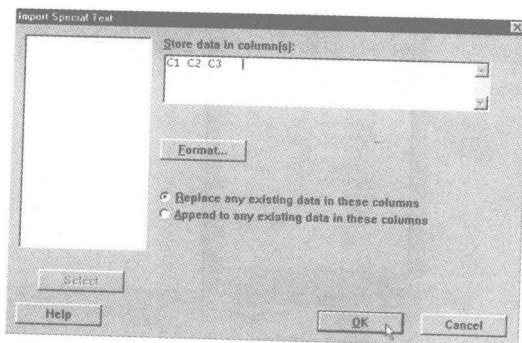 Import Special Text
Store data in column(s):
C1 C2 C3
Format...
Replace any existing data in these columns
Append to any existing data in these columns
Select
Help
OK
Cancel